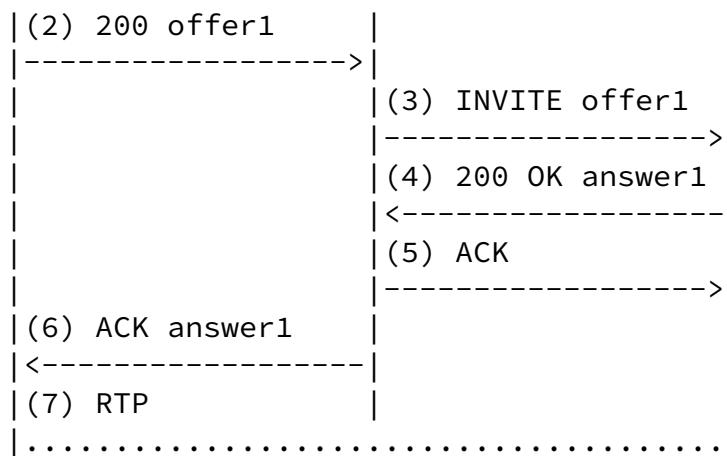 (2) 200 offer1
(3) INVITE offer1
(4) 200 OK answer1
(5) ACK
(6) ACK answer1
(7) RTP